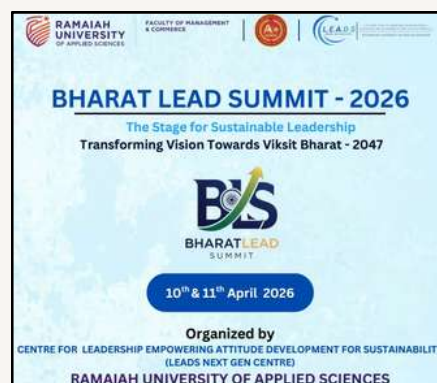 RAMAIAH
UNIVERSITY
OF APPLIED SCIENCES
FACULTY OF MANAGEMENT
& COMMERCE
A+
LEADS
BHARAT LEAD SUMMIT - 2026
The Stage for Sustainable Leadership
Transforming Vision Towards Viksit Bharat - 2047
BLS
BHARATLEAD
SUMMIT
10th & 11th April 2026
Organized by
CENTRE FOR LEADERSHIP EMPOWERING ATTITUDE DEVELOPMENT FOR SUSTAINABILIT
(LEADS NEXT GEN CENTRE)
RAMAIAH UNIVERSITY OF APPLIED SCIENCES